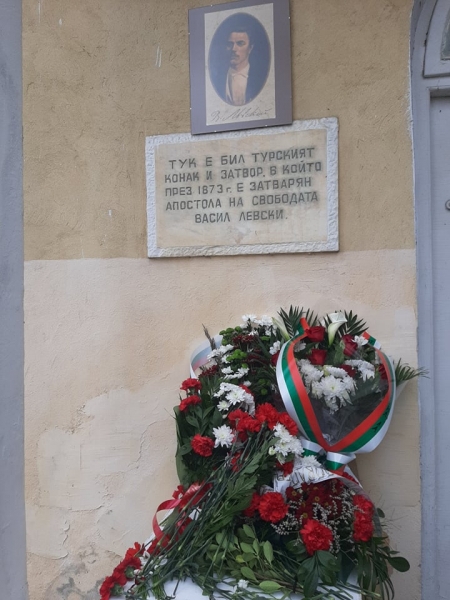 ТУК Е БИЛ ТУРСКИЯТ
КОНАК И ЗАТВОР, В КОЙТО
ПРЕЗ 1873 г. Е ЗАТВАРЯН
АПОСТОЛА НА СВОБОДАТА
ВАСИЛ ЛЕВСКИ.